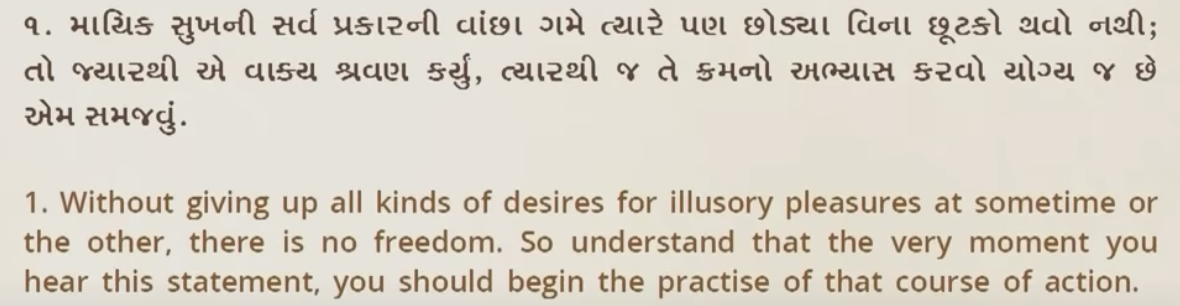 ૧. માયિક સુખની સર્વ પ્રકારની વાંછા ગમે ત્યારે પણ છોડ્યા વિના છૂટકો થવો નથી;
તો જ્યારથી એ વાક્ય શ્રવણ કર્યું, ત્યારથી જ તે ક્રમનો અભ્યાસ કરવો યોગ્ય જ છે
એમ સમજવું.
1. Without giving up all kinds of desires for illusory pleasures at sometime or
the other, there is no freedom. So understand that the very moment you
hear this statement, you should begin the practise of that course of action.